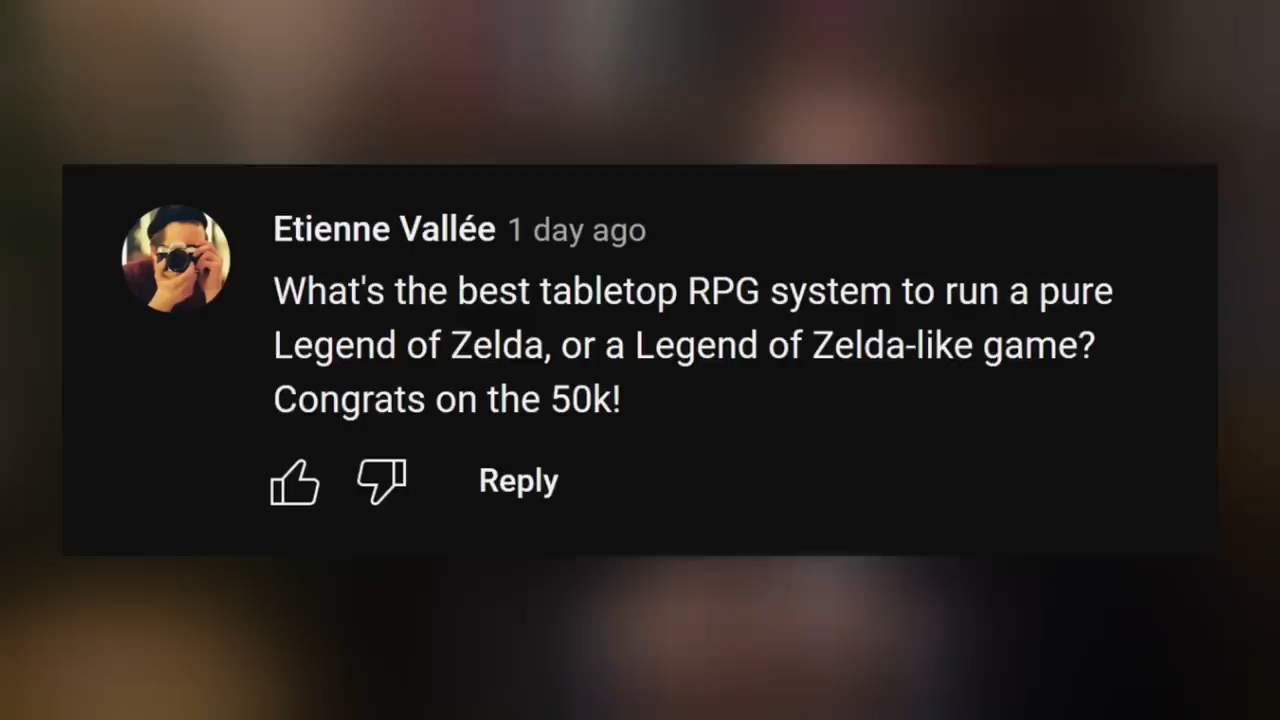 Etienne Vallée 1 day ago
What's the best tabletop RPG system to run a pure
Legend of Zelda, or a Legend of Zelda-like game?
Congrats on the 50k!
Reply